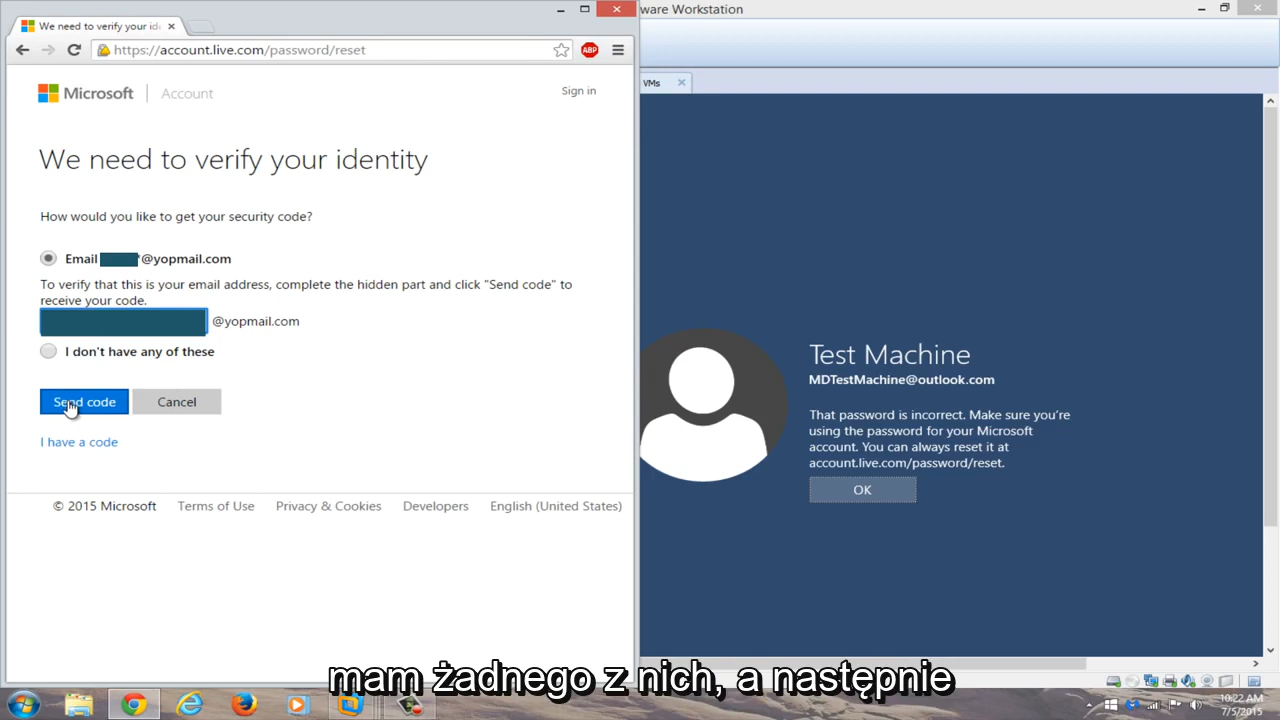 We need to verify your ide
https://account.live.com/password/reset
ABP
Microsoft
Account
Sign in
We need to verify your identity
How would you like to get your security code?
Email
@yopmail.com
To verify that this is your email address, complete the hidden part and click "Send code" to
receive your code.
@yopmail.com
I don't have any of these
Send code
Cancel
I have a code
© 2015 Microsoft
Terms of Use
Privacy & Cookies
Developers
English (United States)
ware Workstation
VMs
Test Machine
MDTestMachine@outlook.com
That password is incorrect. Make sure you're
using the password for your Microsoft
account. You can always reset it at
account.live.com/password/reset.
OK
mam żadnego z nich, a następnie
10:22 AM
7/5/2015